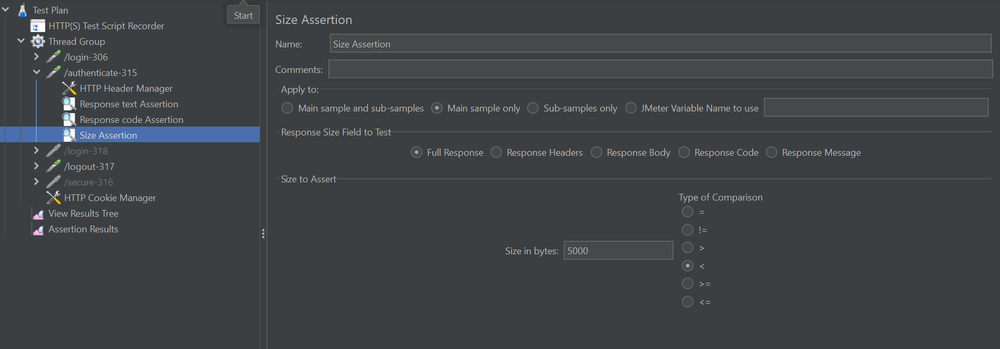 Test Plan
Start
HTTP(S) Test Script Recorder
Thread Group
/login-306
/authenticate-315
HTTP Header Manager
Response text Assertion
Response code Assertion
Size Assertion
/login-318
/logout-317
/secure-316
HTTP Cookie Manager
View Results Tree
Assertion Results
Size Assertion
Name: Size Assertion
Comments:
Apply to:
Main sample and sub-samples Main sample only Sub-samples only JMeter Variable Name to use
Response Size Field to Test
Full Response Response Headers Response Body Response Code Response Message
Size to Assert
Type of Comparison
=
!=
>
Size in bytes: 5000
<
>=
<=